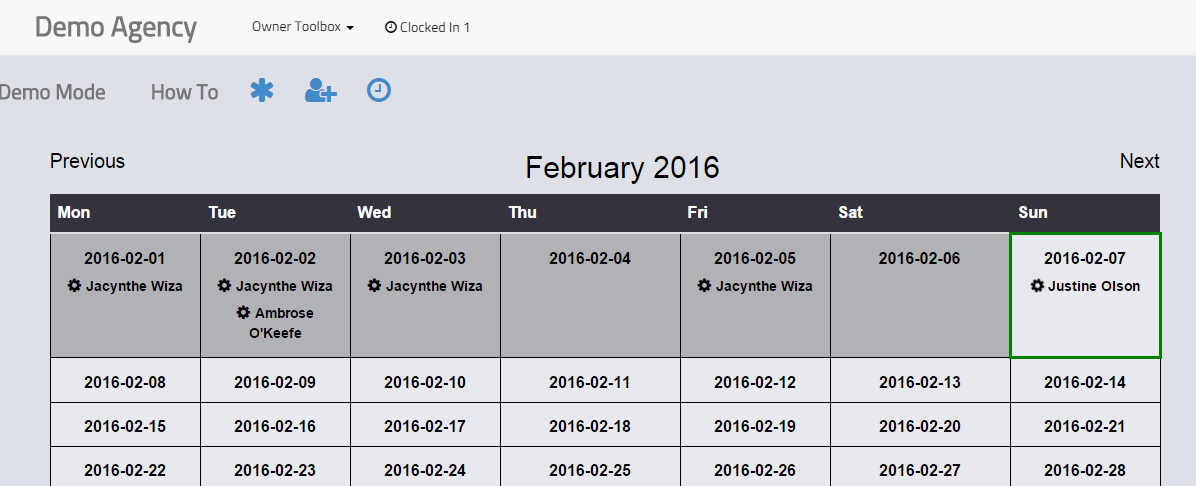 Demo Agency Owner Toolbox Clocked In 1
Demo Mode How To
Previous February 2016 Next
Mon Tue Wed Thu Fri Sat Sun
2016-02-01 2016-02-02 2016-02-03 2016-02-04 2016-02-05 2016-02-06 2016-02-07
Jacynthe Wiza Jacynthe Wiza Jacynthe Wiza Jacynthe Wiza Justine Olson
Ambrose
O'Keefe
2016-02-08 2016-02-09 2016-02-10 2016-02-11 2016-02-12 2016-02-13 2016-02-14
2016-02-15 2016-02-16 2016-02-17 2016-02-18 2016-02-19 2016-02-20 2016-02-21
2016-02-22 2016-02-23 2016-02-24 2016-02-25 2016-02-26 2016-02-27 2016-02-28